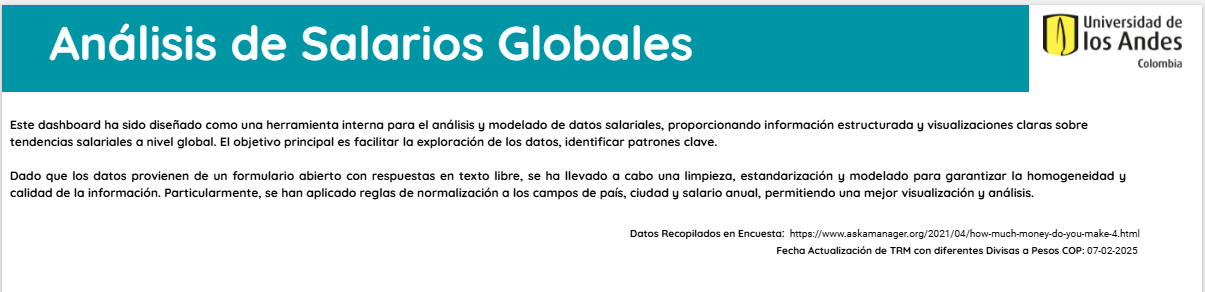 Análisis de Salarios Globales
Universidad de
los Andes
Colombia
Este dashboard ha sido diseñado como una herramienta interna para el análisis y modelado de datos salariales, proporcionando información estructurada y visualizaciones claras sobre
tendencias salariales a nivel global. El objetivo principal es facilitar la exploración de los datos, identificar patrones clave.
Dado que los datos provienen de un formulario abierto con respuestas en texto libre, se ha llevado a cabo una limpieza, estandarización y modelado para garantizar la homogeneidad y
calidad de la información. Particularmente, se han aplicado reglas de normalización a los campos de país, ciudad y salario anual, permitiendo una mejor visualización y análisis.
Datos Recopilados en Encuesta: https://www.askamanager.org/2021/04/how-much-money-do-you-make-4.html
Fecha Actualización de TRM con diferentes Divisas a Pesos COP: 07-02-2025